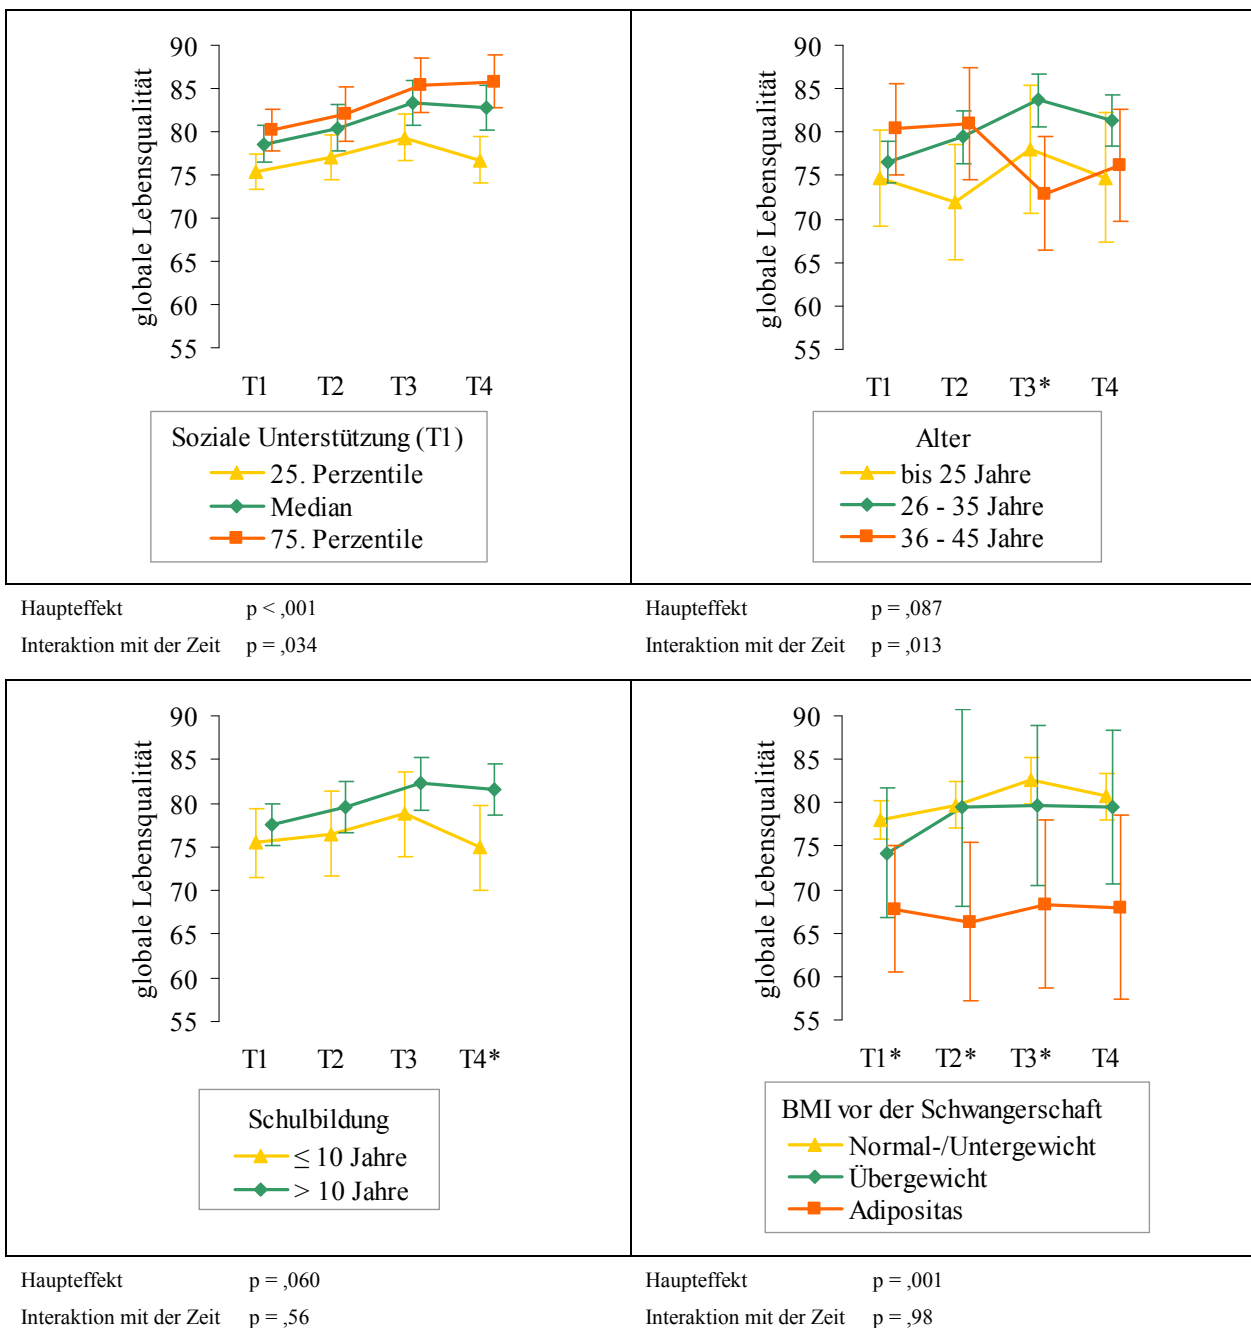 globale Lebensqualität
90
85
80
75
70
65
60
55
T1 T2 T3 T4
Soziale Unterstützung (T1)
25. Perzentile
Median
75. Perzentile
globale Lebensqualität
90
85
80
75
70
65
60
55
T1 T2 T3* T4
Alter
bis 25 Jahre
26 - 35 Jahre
36 - 45 Jahre
Haupteffekt p < ,001
Interaktion mit der Zeit p = ,034
Haupteffekt p = ,087
Interaktion mit der Zeit p = ,013
globale Lebensqualität
90
85
80
75
70
65
60
55
T1 T2 T3 T4*
Schulbildung
≤ 10 Jahre
> 10 Jahre
globale Lebensqualität
90
85
80
75
70
65
60
55
T1* T2* T3* T4
BMI vor der Schwangerschaft
Normal-/Untergewicht
Übergewicht
Adipositas
Haupteffekt p = ,060
Interaktion mit der Zeit p = ,56
Haupteffekt p = ,001
Interaktion mit der Zeit p = ,98